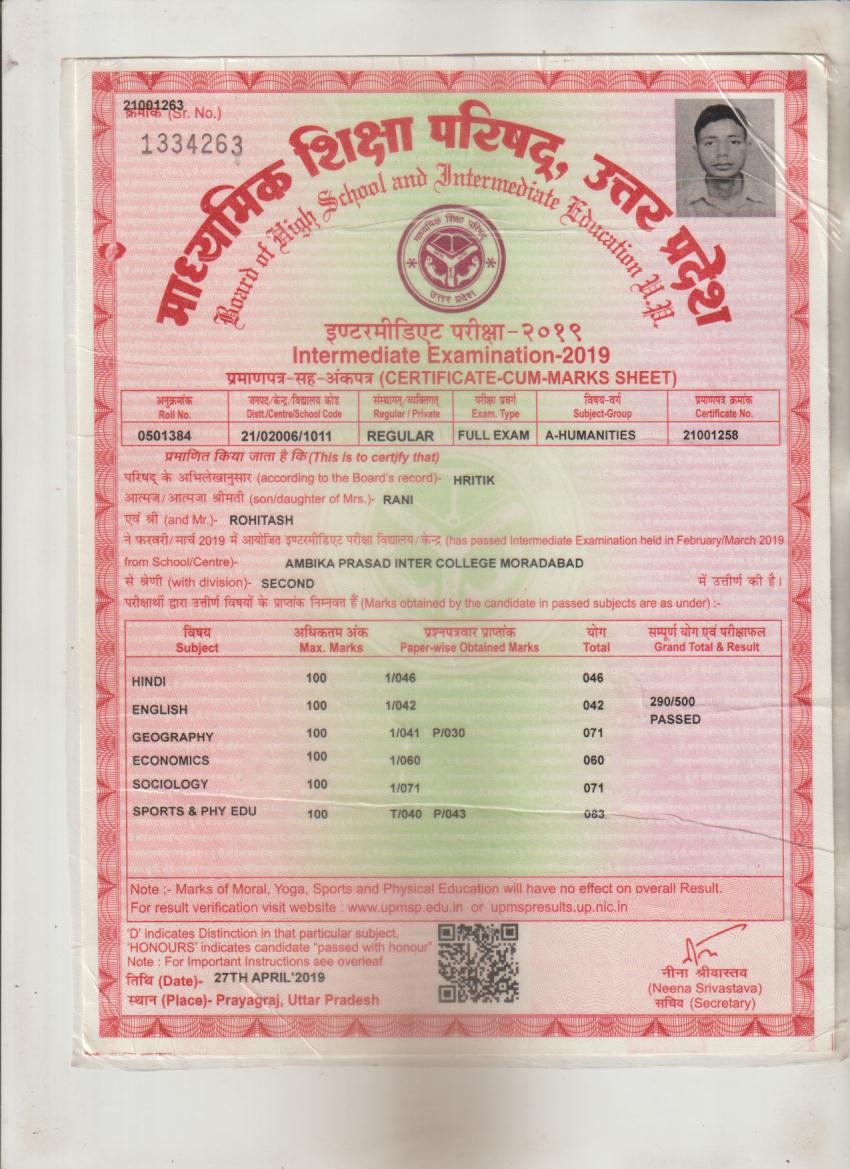 21001263
क्रमांक (Sr. No.)
1334263
माध्यमिक शिक्षा परिषद्, उत्तर प्रदेश
Board of High School and Intermediate Education U.P.
माध्यमिक शिक्षा परिषद्
उत्तर प्रदेश
इण्टरमीडिएट परीक्षा-२०१९
Intermediate Examination-2019
प्रमाणपत्र-सह-अंकपत्र (CERTIFICATE-CUM-MARKS SHEET)
अनुक्रमांक जनपद/केन्द्र/विद्यालय कोड संस्थागत/व्यक्तिगत परीक्षा प्रवर्ग विषय-वर्ग प्रमाणपत्र क्रमांक
Roll No. Distt./Centre/School Code Regular / Private Exam. Type Subject-Group Certificate No.
0501384 21/02006/1011 REGULAR FULL EXAM A-HUMANITIES 21001258
प्रमाणित किया जाता है कि (This is to certify that)
परिषद् के अभिलेखानुसार (according to the Board's record)- HRITIK
आत्मज/आत्मजा श्रीमती (son/daughter of Mrs.)- RANI
एवं श्री (and Mr.)- ROHITASH
ने फरवरी/मार्च 2019 में आयोजित इण्टरमीडिएट परीक्षा विद्यालय/केन्द्र (has passed Intermediate Examination held in February/March 2019
from School/Centre)- AMBIKA PRASAD INTER COLLEGE MORADABAD
से श्रेणी (with division)- SECOND में उत्तीर्ण की है।
परीक्षार्थी द्वारा उत्तीर्ण विषयों के प्राप्तांक निम्नवत हैं (Marks obtained by the candidate in passed subjects are as under) :-
विषय अधिकतम अंक प्रश्नपत्रवार प्राप्तांक योग सम्पूर्ण योग एवं परीक्षाफल
Subject Max. Marks Paper-wise Obtained Marks Total Grand Total & Result
HINDI 100 1/046 046
ENGLISH 100 1/042 042 290/500
PASSED
GEOGRAPHY 100 1/041 P/030 071
ECONOMICS 100 1/060 060
SOCIOLOGY 100 1/071 071
SPORTS & PHY EDU 100 T/040 P/043 083
Note :- Marks of Moral, Yoga, Sports and Physical Education will have no effect on overall Result.
For result verification visit website : www.upmsp.edu.in or upmspresults.up.nic.in
'D' indicates Distinction in that particular subject,
'HONOURS' indicates candidate "passed with honour"
Note : For Important Instructions see overleaf
तिथि (Date)- 27TH APRIL'2019
स्थान (Place)- Prayagraj, Uttar Pradesh
नीना श्रीवास्तव
(Neena Srivastava)
सचिव (Secretary)